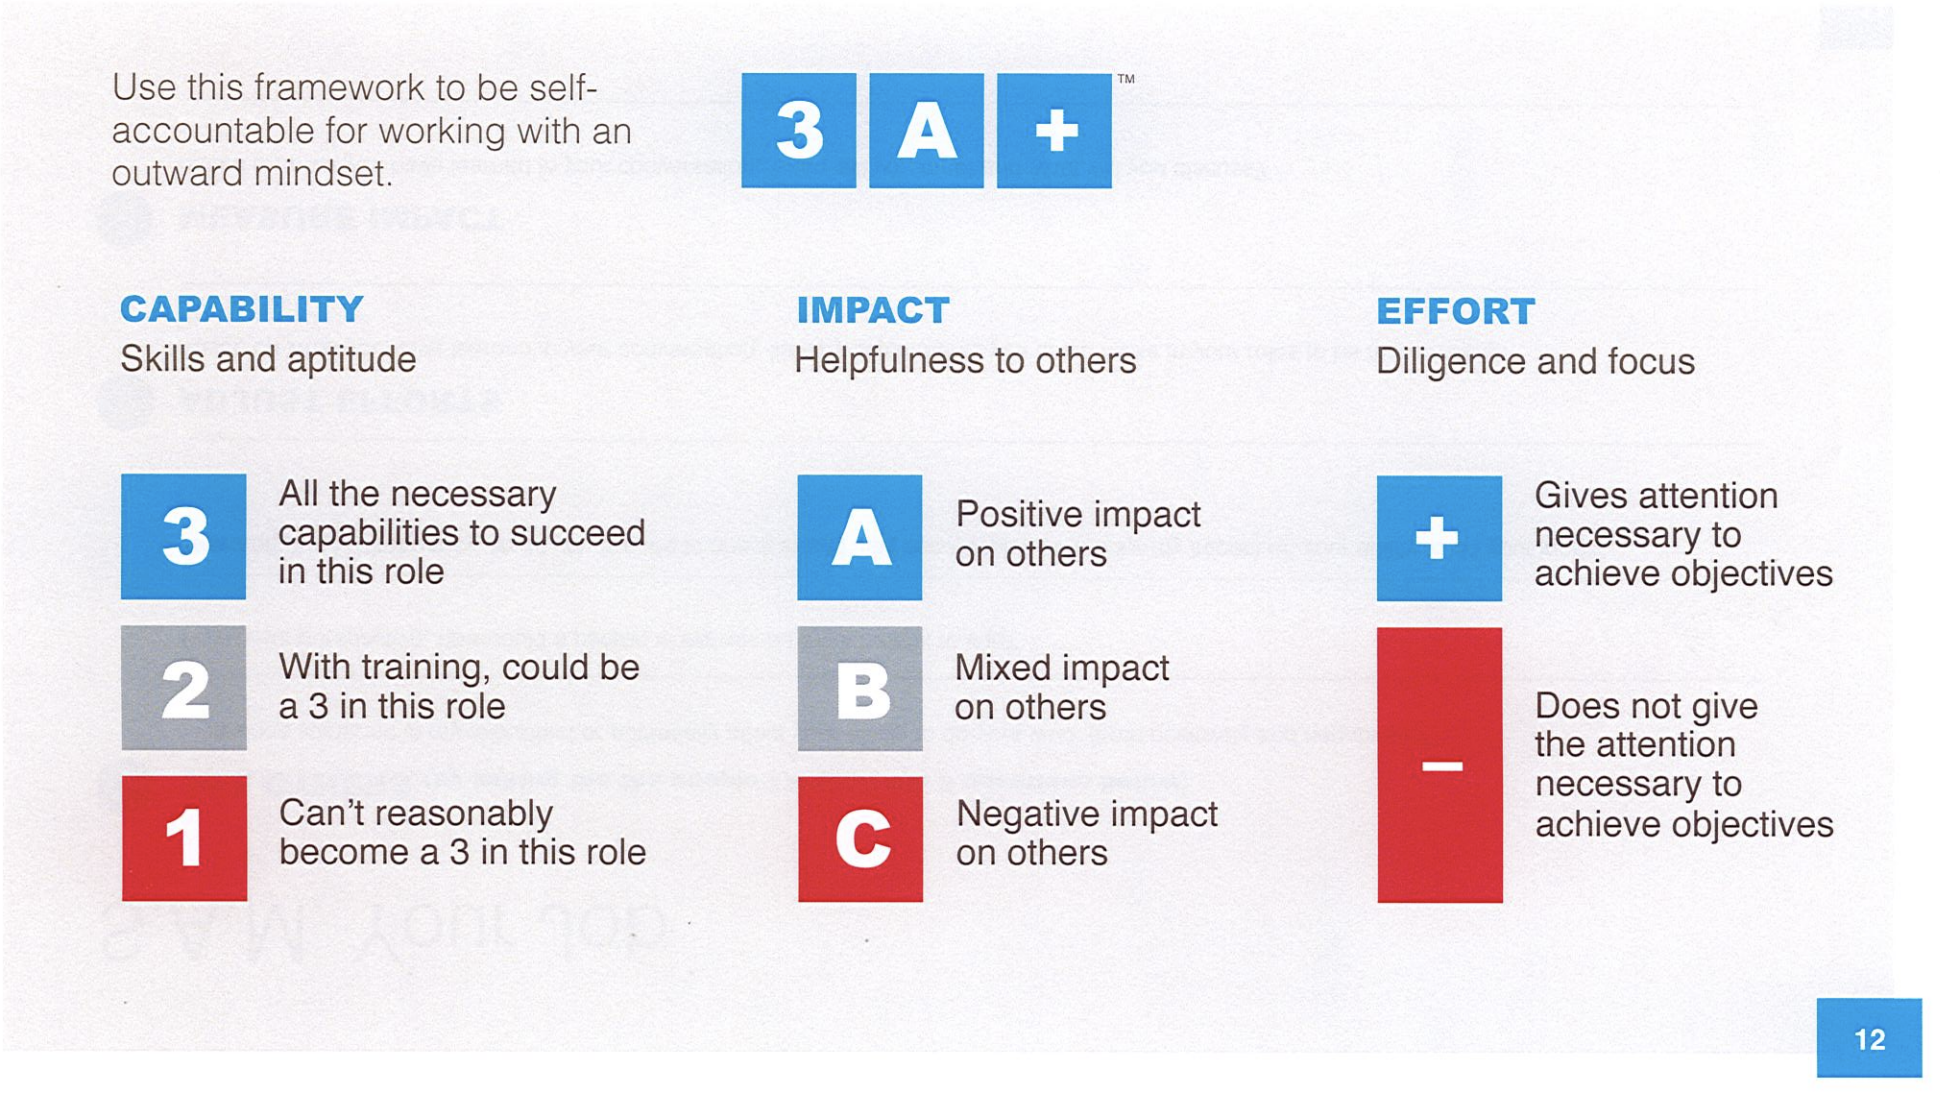 Use this framework to be self-
accountable for working with an
outward mindset.
3 A + ™
CAPABILITY
Skills and aptitude
3
All the necessary
capabilities to succeed
in this role
2
With training, could be
a 3 in this role
1
Can't reasonably
become a 3 in this role
IMPACT
Helpfulness to others
A
Positive impact
on others
B
Mixed impact
on others
C
Negative impact
on others
EFFORT
Diligence and focus
+
Gives attention
necessary to
achieve objectives
–
Does not give
the attention
necessary to
achieve objectives
12